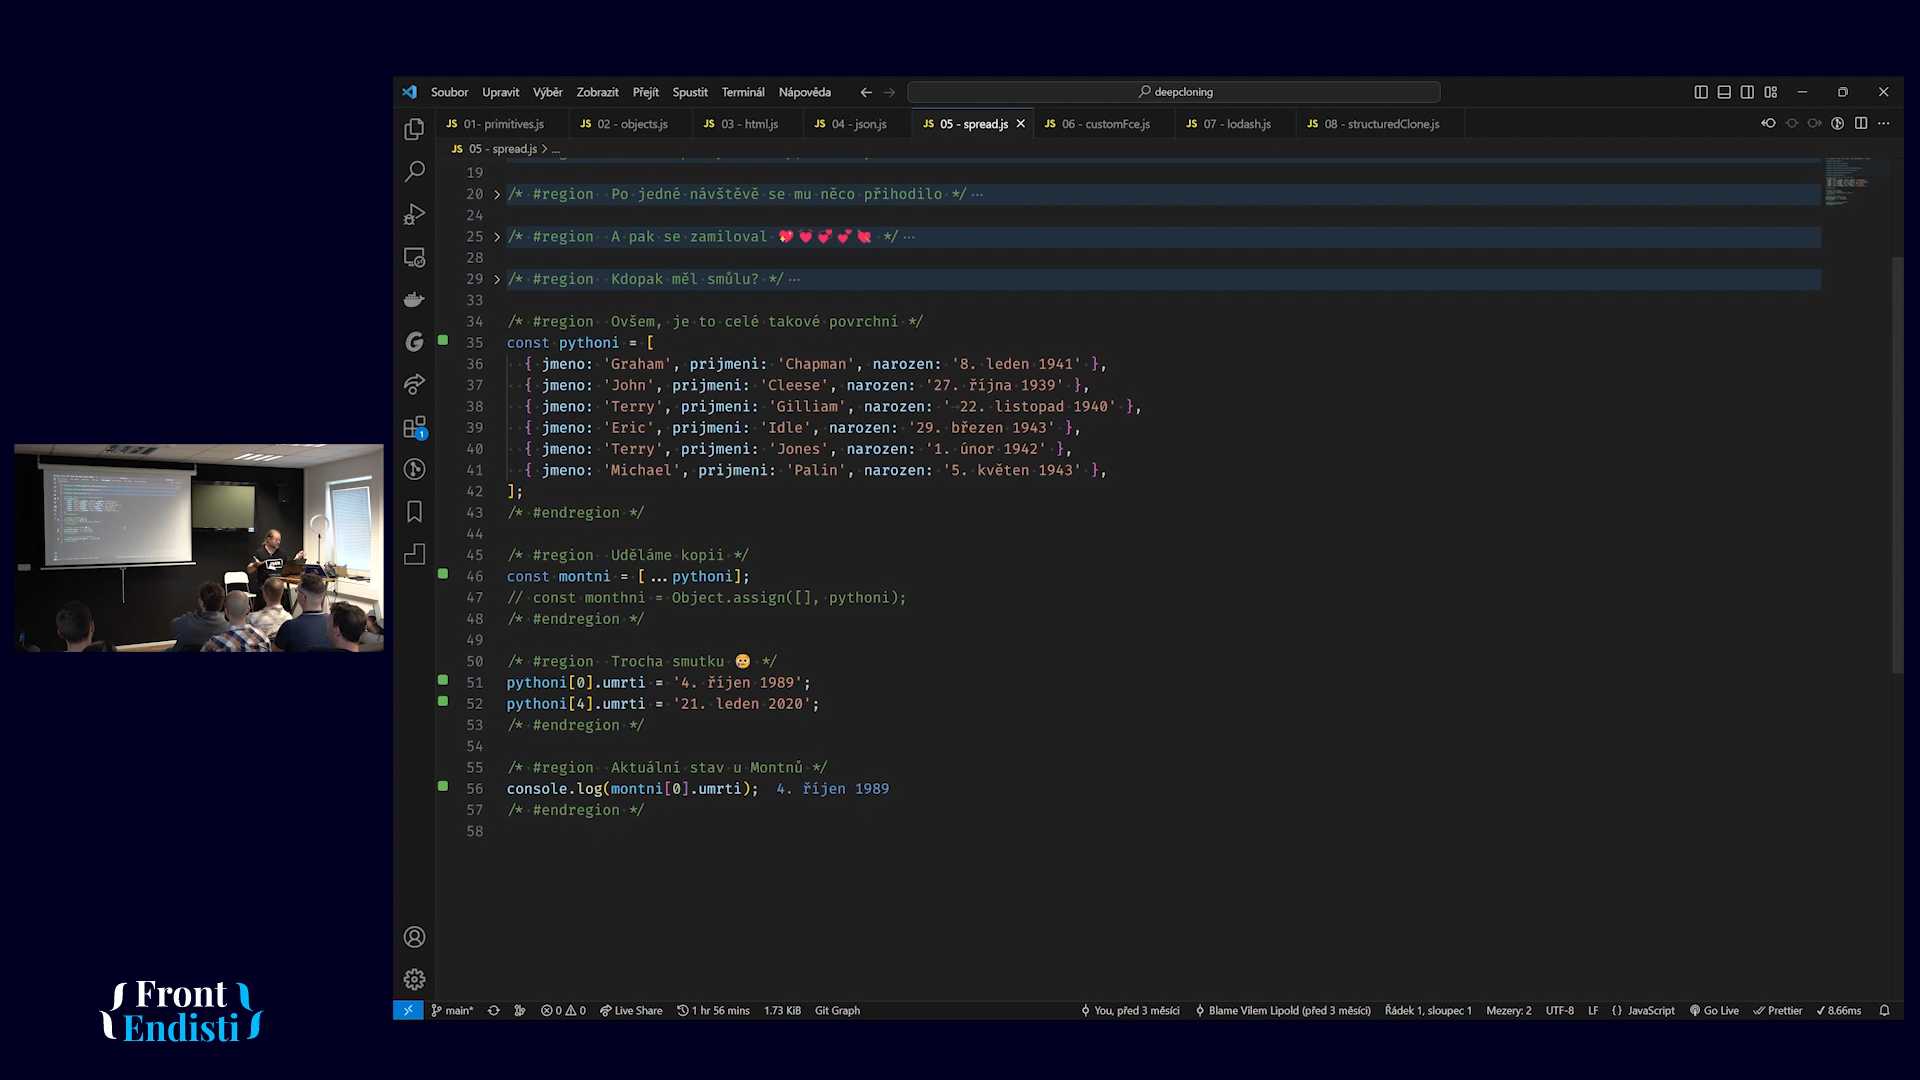 Soubor Upravit Výběr Zobrazit Přejít Spustit Terminál Nápověda deepcloning
JS 01- primitives.js JS 02 - objects.js JS 03 - html.js JS 04 - json.js JS 05 - spread.js JS 06 - customFce.js JS 07 - lodash.js JS 08 - structuredClone.js
JS 05 - spread.js > ...
19
20 /* #region Po jedné návštěvě se mu něco přihodilo */ ...
24
25 /* #region A pak se zamiloval 💖💗💞💕💘 */ ...
28
29 /* #region Kdopak měl smůlu? */ ...
33
34 /* #region Ovšem, je to celé takové povrchní */
35 const pythoni = [
36 { jmeno: 'Graham', prijmeni: 'Chapman', narozen: '8. leden 1941' },
37 { jmeno: 'John', prijmeni: 'Cleese', narozen: '27. října 1939' },
38 { jmeno: 'Terry', prijmeni: 'Gilliam', narozen: ' 22. listopad 1940' },
39 { jmeno: 'Eric', prijmeni: 'Idle', narozen: '29. březen 1943' },
40 { jmeno: 'Terry', prijmeni: 'Jones', narozen: '1. únor 1942' },
41 { jmeno: 'Michael', prijmeni: 'Palin', narozen: '5. květen 1943' },
42 ];
43 /* #endregion */
44
45 /* #region Uděláme kopii */
46 const montni = [...pythoni];
47 // const monthni = Object.assign([], pythoni);
48 /* #endregion */
49
50 /* #region Trocha smutku 😢 */
51 pythoni[0].umrti = '4. říjen 1989';
52 pythoni[4].umrti = '21. leden 2020';
53 /* #endregion */
54
55 /* #region Aktuální stav u Montnů */
56 console.log(montni[0].umrti); 4. říjen 1989
57 /* #endregion */
58
1
main* 0 0 Live Share 1 hr 56 mins 1.73 KiB Git Graph You, před 3 měsíci Blame Vilem Lipold (před 3 měsíci) Řádek 1, sloupec 1 Mezery: 2 UTF-8 LF {} JavaScript Go Live Prettier 8.66ms
{ Front }
{ Endisti }